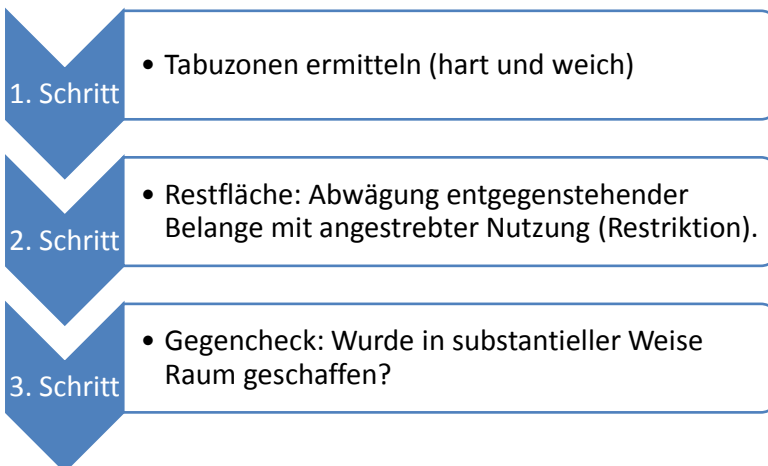 1. Schritt
• Tabuzonen ermitteln (hart und weich)
2. Schritt
• Restfläche: Abwägung entgegenstehender
Belange mit angestrebter Nutzung (Restriktion).
3. Schritt
• Gegencheck: Wurde in substantieller Weise
Raum geschaffen?